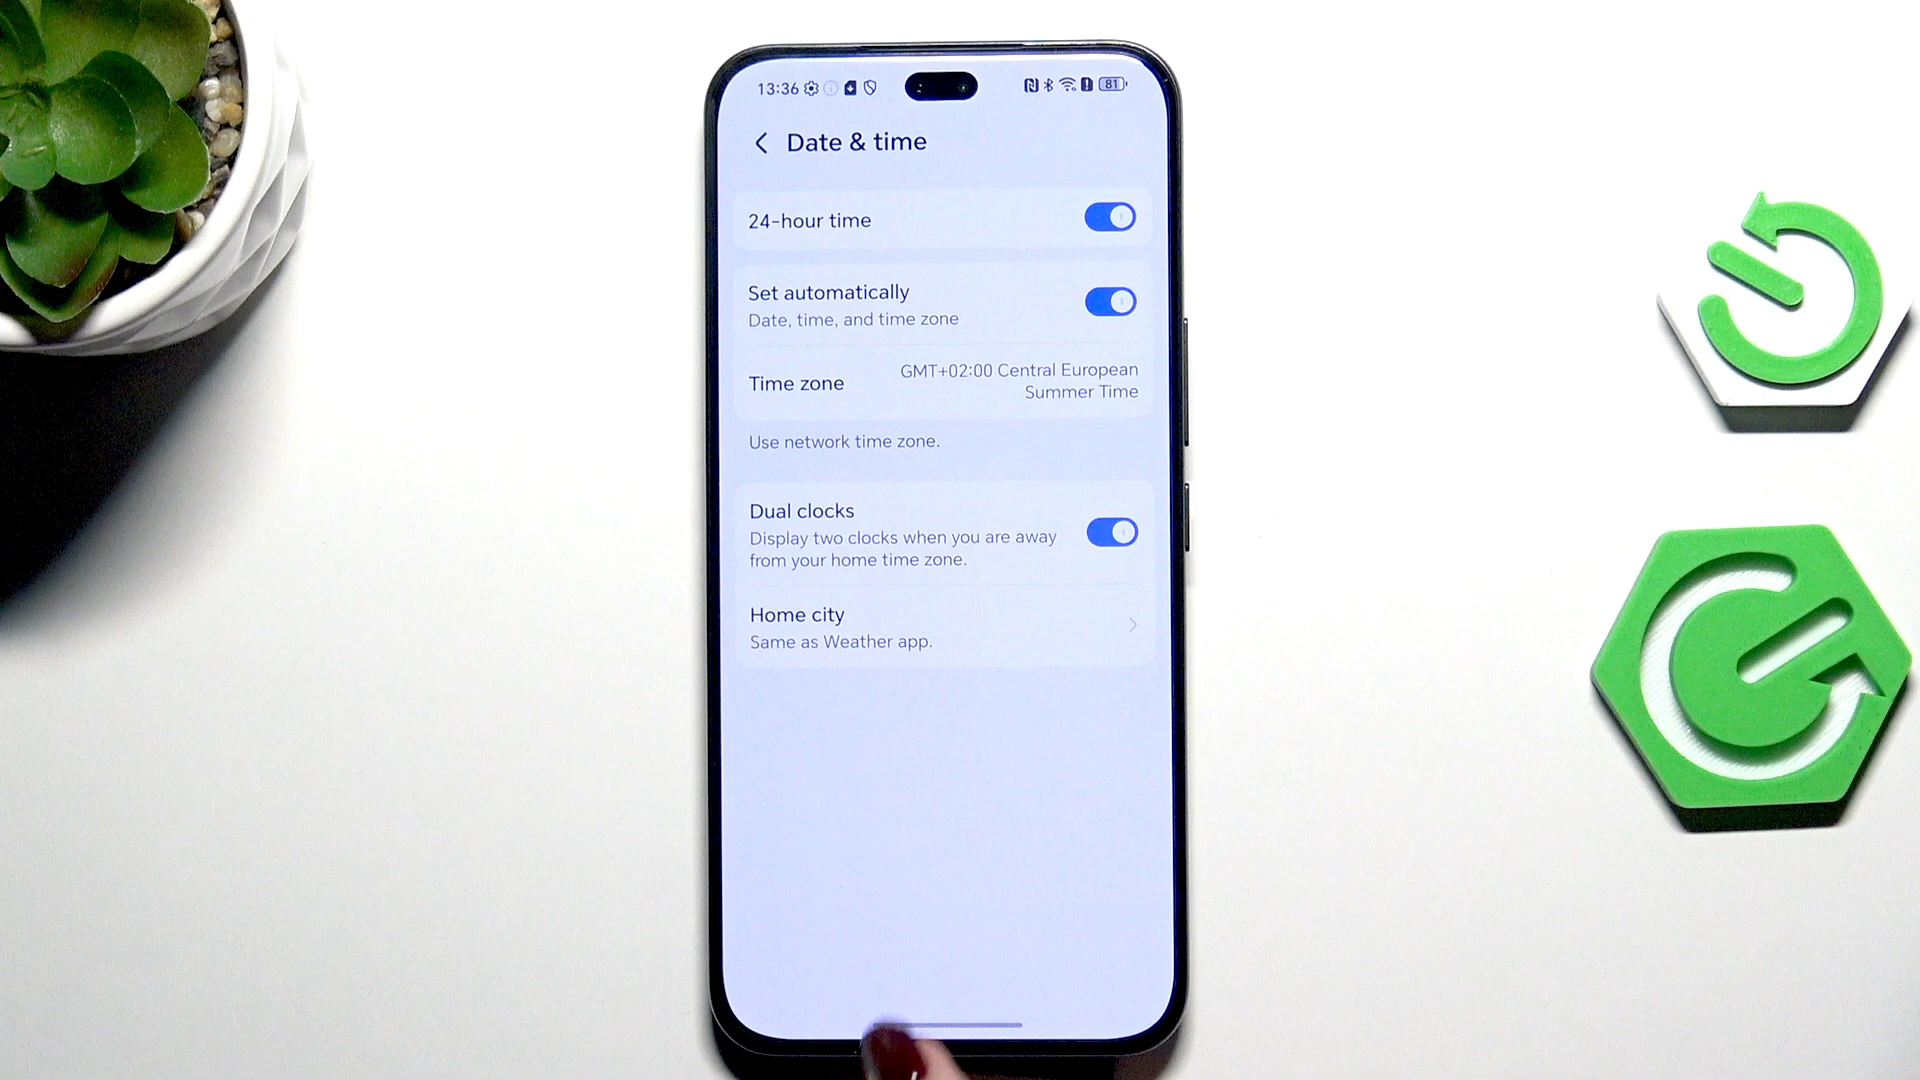 13:36 81
Date & time
24-hour time
Set automatically
Date, time, and time zone
Time zone
GMT+02:00 Central European
Summer Time
Use network time zone.
Dual clocks
Display two clocks when you are away
from your home time zone.
Home city
Same as Weather app.